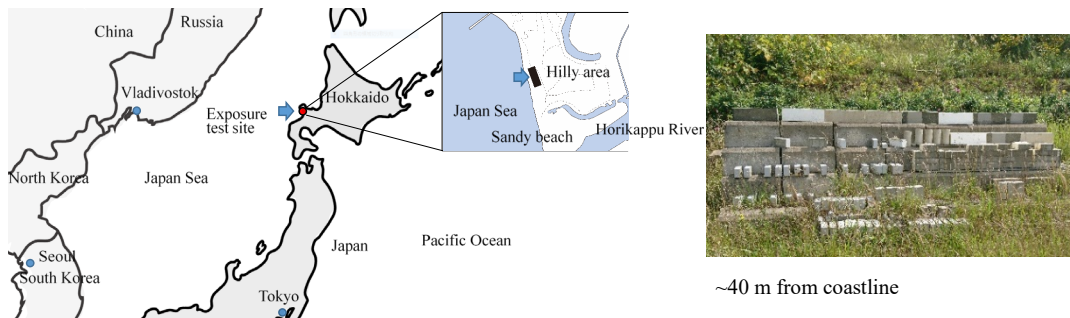 China
Russia
Vladivostok
Exposure
test site
Hokkaido
North Korea
Japan Sea
Seoul
South Korea
Japan
Pacific Ocean
Tokyo
Hilly area
Japan Sea
Sandy beach
Horikappu River
~40 m from coastline